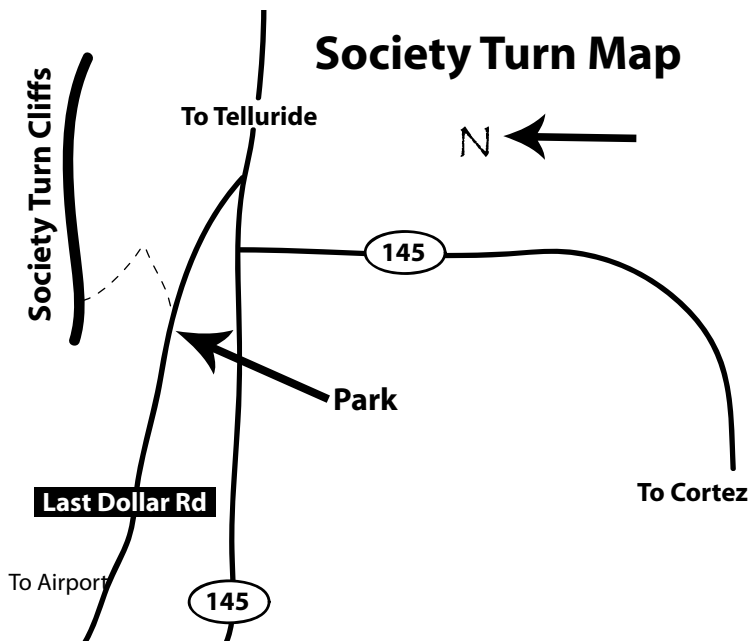 Society Turn Map
To Telluride
N
Society Turn Cliffs
145
Park
To Cortez
Last Dollar Rd
To Airport
145